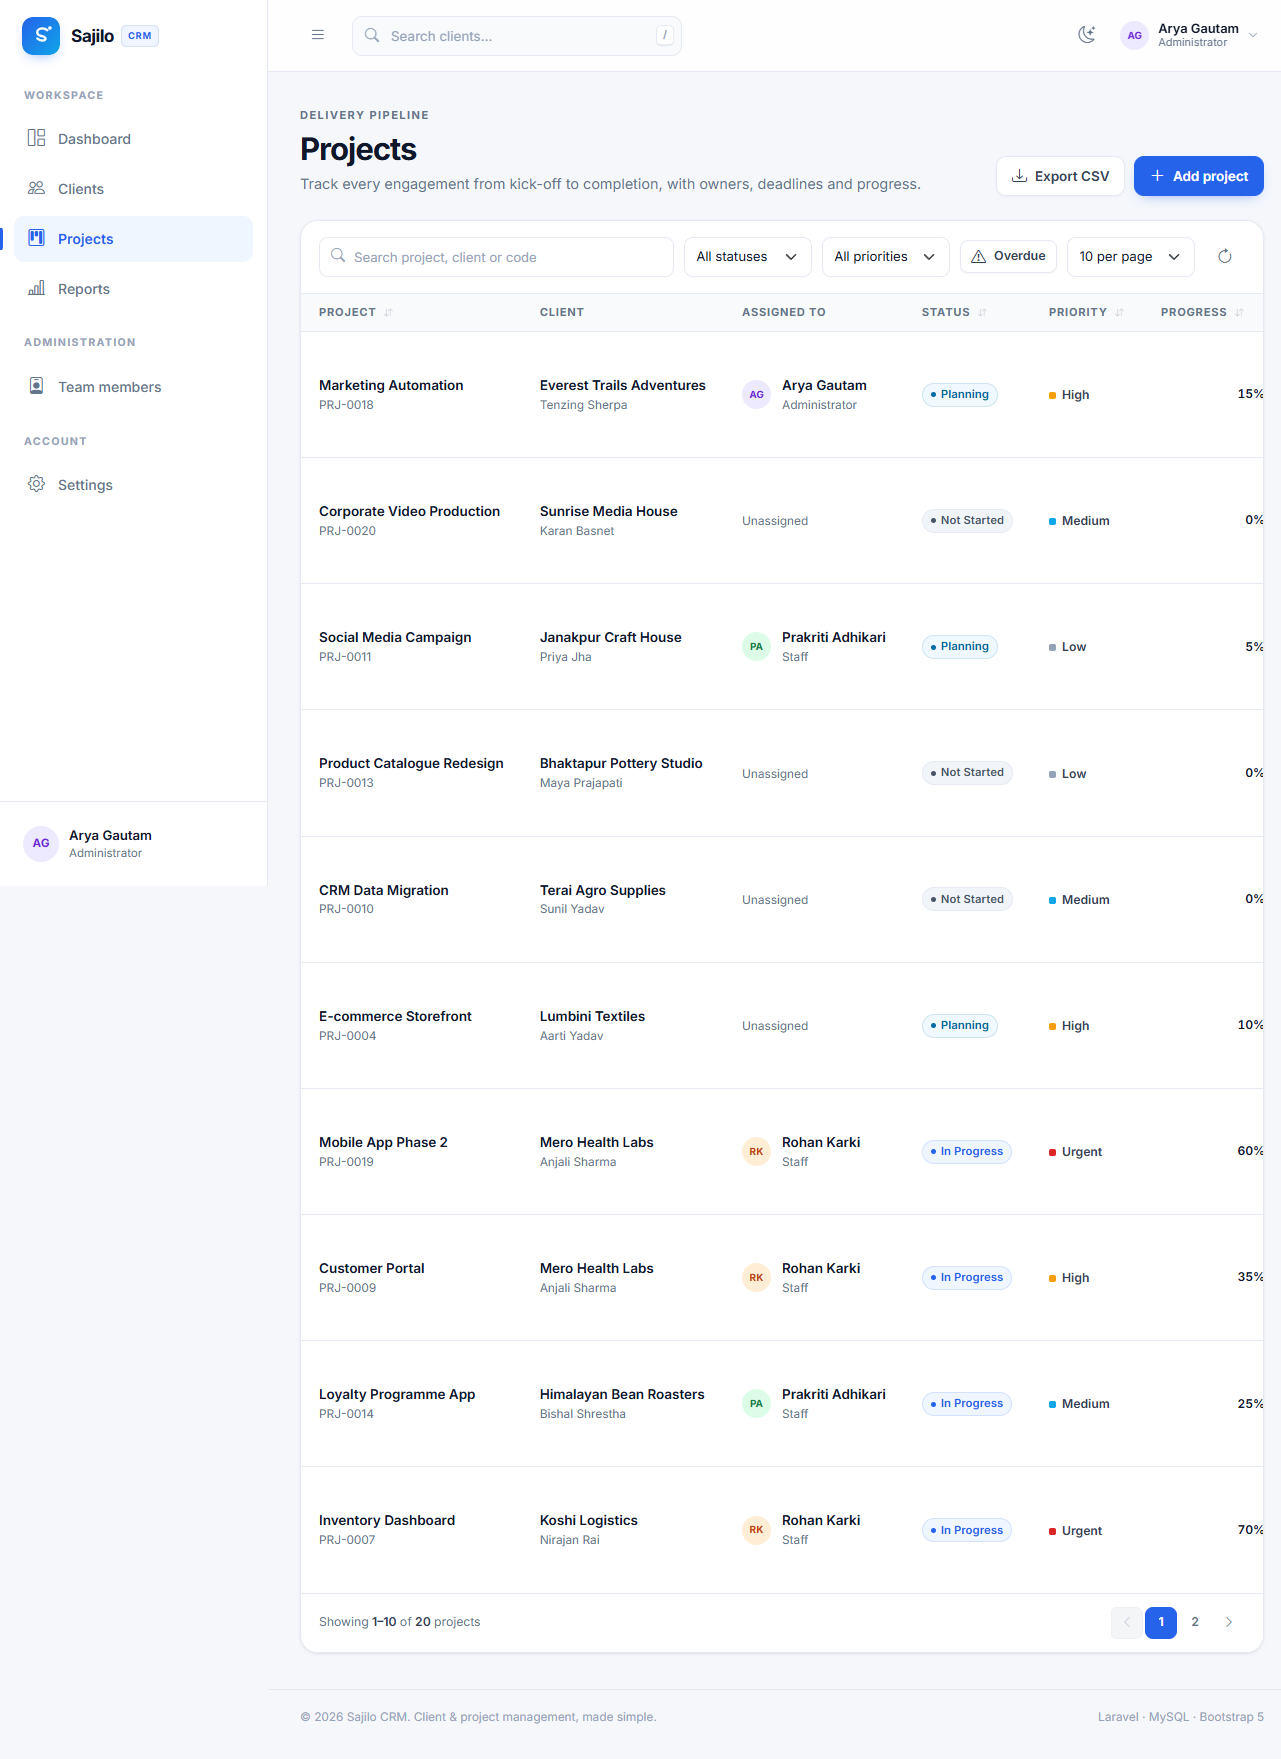 Sajilo CRM
Search clients...
/
AG
Arya Gautam
Administrator
WORKSPACE
Dashboard
Clients
Projects
Reports
ADMINISTRATION
Team members
ACCOUNT
Settings
AG
Arya Gautam
Administrator
DELIVERY PIPELINE
Projects
Track every engagement from kick-off to completion, with owners, deadlines and progress.
Export CSV
Add project
Search project, client or code
All statuses
All priorities
Overdue
10 per page
PROJECT CLIENT ASSIGNED TO STATUS PRIORITY PROGRESS
Marketing Automation Everest Trails Adventures AG Arya Gautam Planning High 15%
PRJ-0018 Tenzing Sherpa Administrator
Corporate Video Production Sunrise Media House Unassigned Not Started Medium 0%
PRJ-0020 Karan Basnet
Social Media Campaign Janakpur Craft House PA Prakriti Adhikari Planning Low 5%
PRJ-0011 Priya Jha Staff
Product Catalogue Redesign Bhaktapur Pottery Studio Unassigned Not Started Low 0%
PRJ-0013 Maya Prajapati
CRM Data Migration Terai Agro Supplies Unassigned Not Started Medium 0%
PRJ-0010 Sunil Yadav
E-commerce Storefront Lumbini Textiles Unassigned Planning High 10%
PRJ-0004 Aarti Yadav
Mobile App Phase 2 Mero Health Labs RK Rohan Karki In Progress Urgent 60%
PRJ-0019 Anjali Sharma Staff
Customer Portal Mero Health Labs RK Rohan Karki In Progress High 35%
PRJ-0009 Anjali Sharma Staff
Loyalty Programme App Himalayan Bean Roasters PA Prakriti Adhikari In Progress Medium 25%
PRJ-0014 Bishal Shrestha Staff
Inventory Dashboard Koshi Logistics RK Rohan Karki In Progress Urgent 70%
PRJ-0007 Nirajan Rai Staff
Showing 1–10 of 20 projects
1 2
© 2026 Sajilo CRM. Client & project management, made simple.
Laravel · MySQL · Bootstrap 5